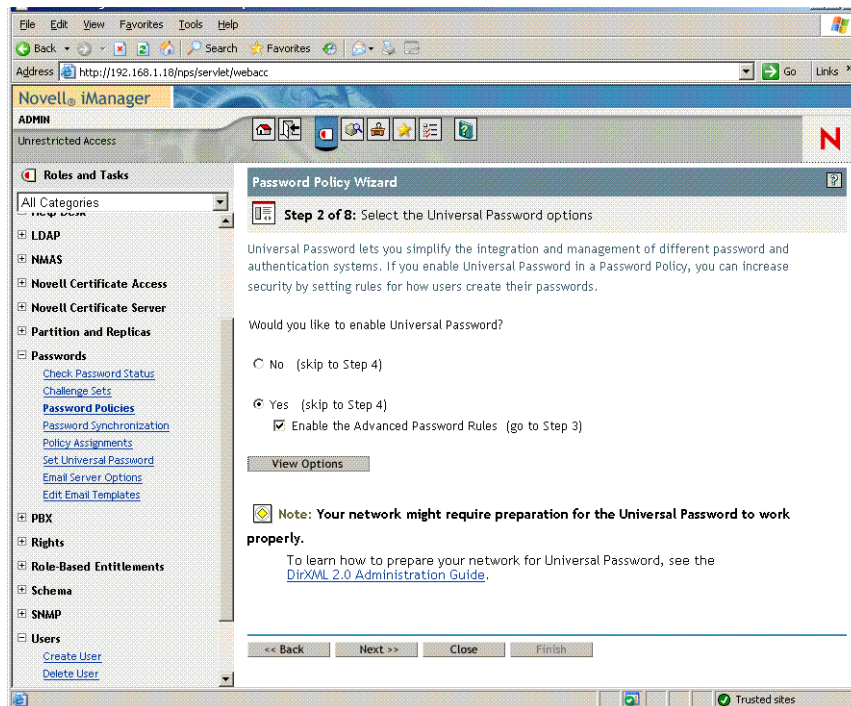 File Edit View Favorites Tools Help
Back Search Favorites
Address http://192.168.1.18/nps/servlet/webacc Go Links
Novell® iManager
ADMIN
Unrestricted Access
N
Roles and Tasks
All Categories
Help Desk
LDAP
NMAS
Novell Certificate Access
Novell Certificate Server
Partition and Replicas
Passwords
Check Password Status
Challenge Sets
Password Policies
Password Synchronization
Policy Assignments
Set Universal Password
Email Server Options
Edit Email Templates
PBX
Rights
Role-Based Entitlements
Schema
SNMP
Users
Create User
Delete User
Password Policy Wizard
Step 2 of 8: Select the Universal Password options
Universal Password lets you simplify the integration and management of different password and
authentication systems. If you enable Universal Password in a Password Policy, you can increase
security by setting rules for how users create their passwords.
Would you like to enable Universal Password?
No (skip to Step 4)
Yes (skip to Step 4)
Enable the Advanced Password Rules (go to Step 3)
View Options
Note: Your network might require preparation for the Universal Password to work
properly.
To learn how to prepare your network for Universal Password, see the
DirXML 2.0 Administration Guide.
<< Back Next >> Close Finish
Trusted sites